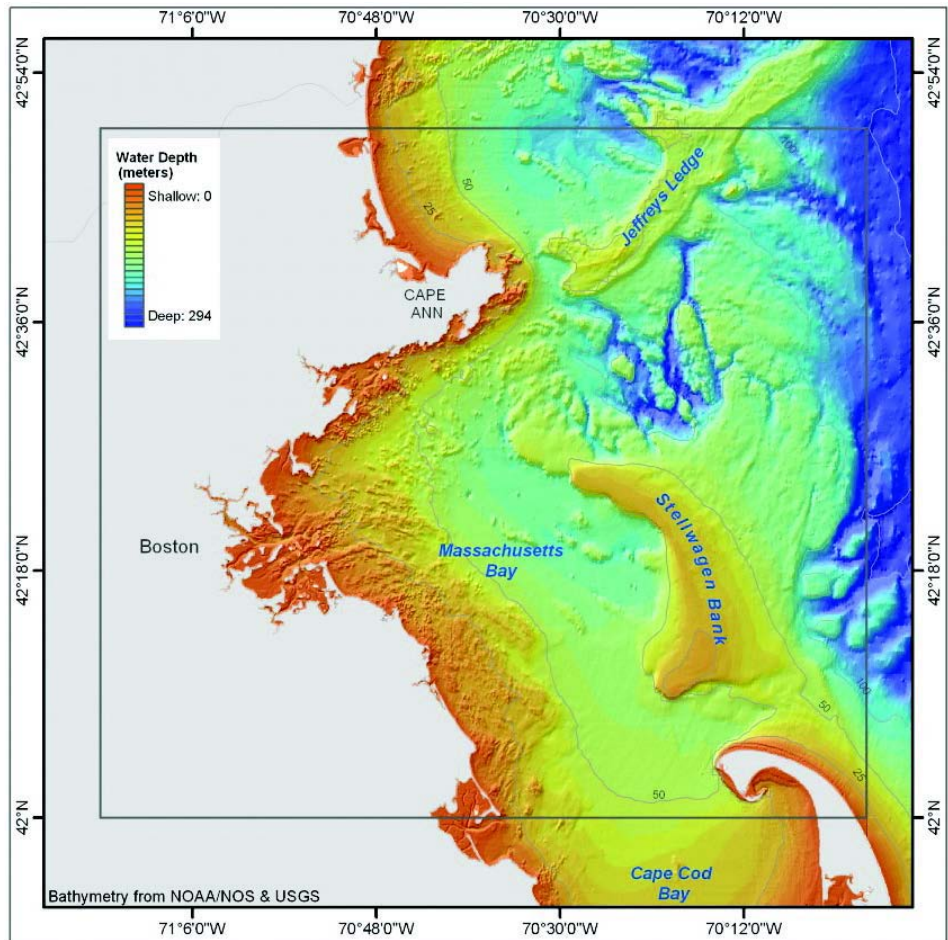 71°6'0"W 70°48'0"W 70°30'0"W 70°12'0"W
42°54'0"N
42°54'0"N
Water Depth
(meters)
Shallow: 0
Deep: 294
50
25
100
Jeffreys Ledge
CAPE
ANN
42°36'0"N
42°36'0"N
Stellwagen Bank
Boston
Massachusetts
Bay
42°18'0"N
42°18'0"N
100
50
25
50
42°N
42°N
Cape Cod
Bay
Bathymetry from NOAA/NOS & USGS
71°6'0"W 70°48'0"W 70°30'0"W 70°12'0"W